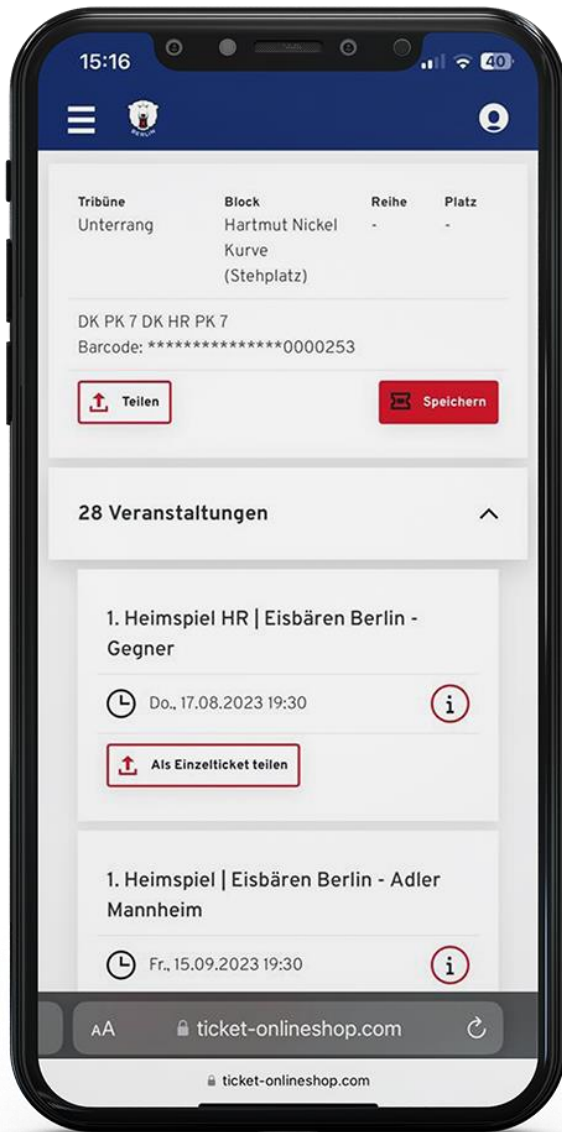 15:16
40
BERLIN
Tribüne Block Reihe Platz
Unterrang Hartmut Nickel - -
Kurve
(Stehplatz)
DK PK 7 DK HR PK 7
Barcode: ***************0000253
Teilen Speichern
28 Veranstaltungen
1. Heimspiel HR | Eisbären Berlin -
Gegner
Do., 17.08.2023 19:30
i
Als Einzelticket teilen
1. Heimspiel | Eisbären Berlin - Adler
Mannheim
Fr., 15.09.2023 19:30
i
AA ticket-onlineshop.com
ticket-onlineshop.com